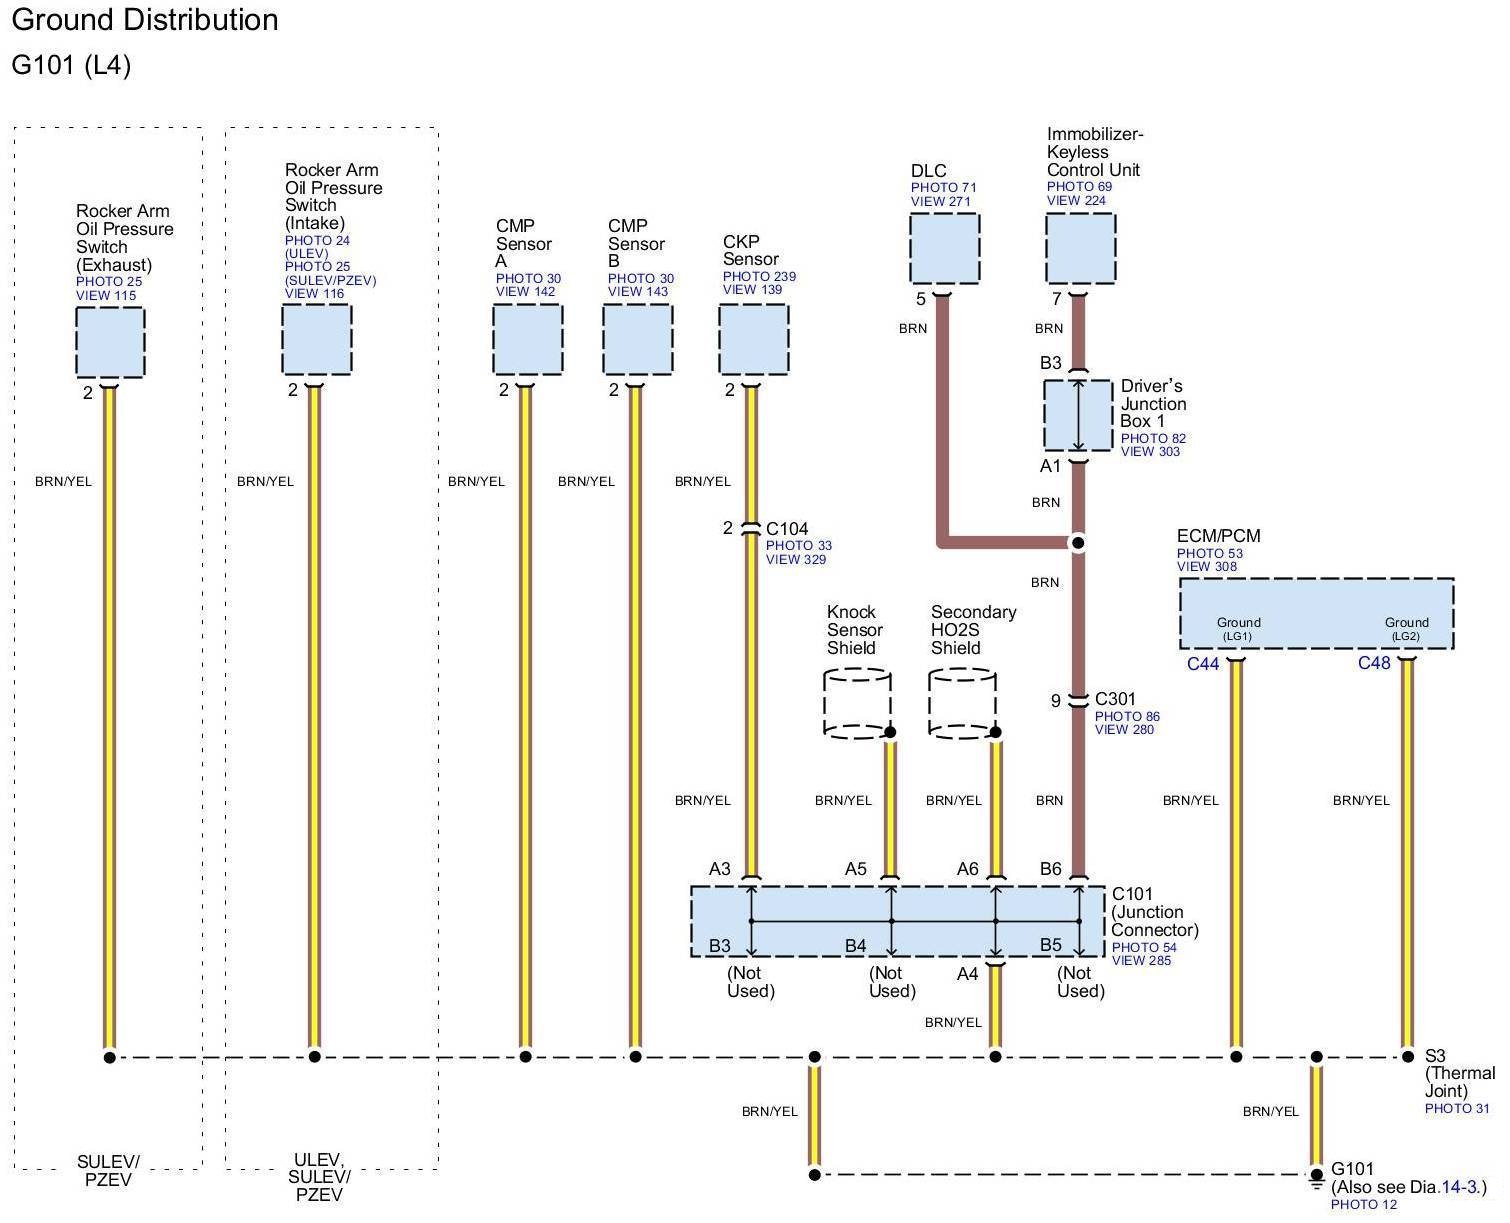 Ground Distribution
G101 (L4)
Rocker Arm
Oil Pressure
Switch
(Exhaust)
PHOTO 25
VIEW 115
2
BRN/YEL
SULEV/
PZEV
Rocker Arm
Oil Pressure
Switch
(Intake)
PHOTO 24
(ULEV)
PHOTO 25
(SULEV/PZEV)
VIEW 116
2
BRN/YEL
ULEV,
SULEV/
PZEV
CMP
Sensor
A
PHOTO 30
VIEW 142
2
BRN/YEL
CMP
Sensor
B
PHOTO 30
VIEW 143
2
BRN/YEL
CKP
Sensor
PHOTO 239
VIEW 139
2
BRN/YEL
2
C104
PHOTO 33
VIEW 329
BRN/YEL
A3
Knock
Sensor
Shield
BRN/YEL
A5
Secondary
HO2S
Shield
BRN/YEL
A6
DLC
PHOTO 71
VIEW 271
5
BRN
Immobilizer-
Keyless
Control Unit
PHOTO 69
VIEW 224
7
BRN
B3
Driver's
Junction
Box 1
PHOTO 82
VIEW 303
A1
BRN
BRN
9
C301
PHOTO 86
VIEW 280
BRN
B6
C101
(Junction
Connector)
PHOTO 54
VIEW 285
B3
B4
B5
(Not
Used)
(Not
Used)
A4
(Not
Used)
BRN/YEL
ECM/PCM
PHOTO 53
VIEW 308
Ground
(LG1)
Ground
(LG2)
C44
C48
BRN/YEL
BRN/YEL
S3
(Thermal
Joint)
PHOTO 31
BRN/YEL
BRN/YEL
G101
(Also see Dia.14-3.)
PHOTO 12